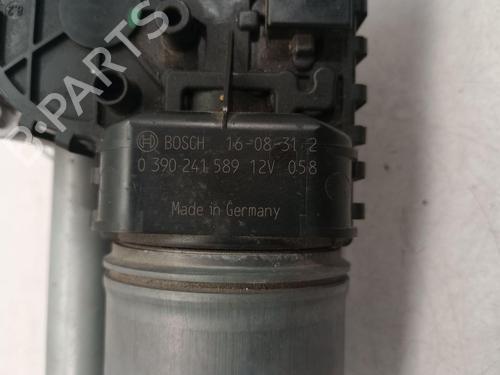 BOSCH 16-08-31 2
0 390 241 589 12V 058
Made in Germany
B-PARTS